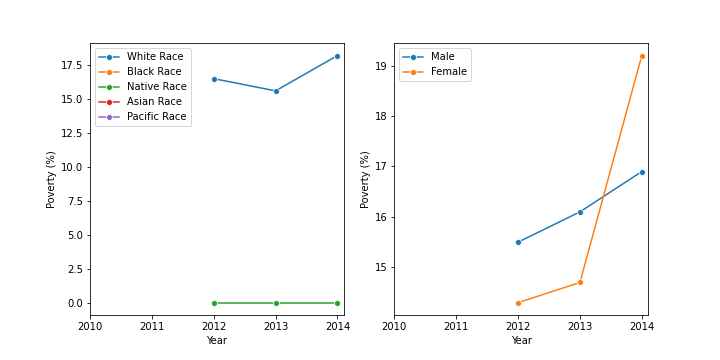 White Race
Black Race
Native Race
Asian Race
Pacific Race
17.5
15.0
12.5
10.0
7.5
5.0
2.5
0.0
Poverty (%)
2010 2011 2012 2013 2014
Year
Male
Female
19
18
17
16
15
Poverty (%)
2010 2011 2012 2013 2014
Year